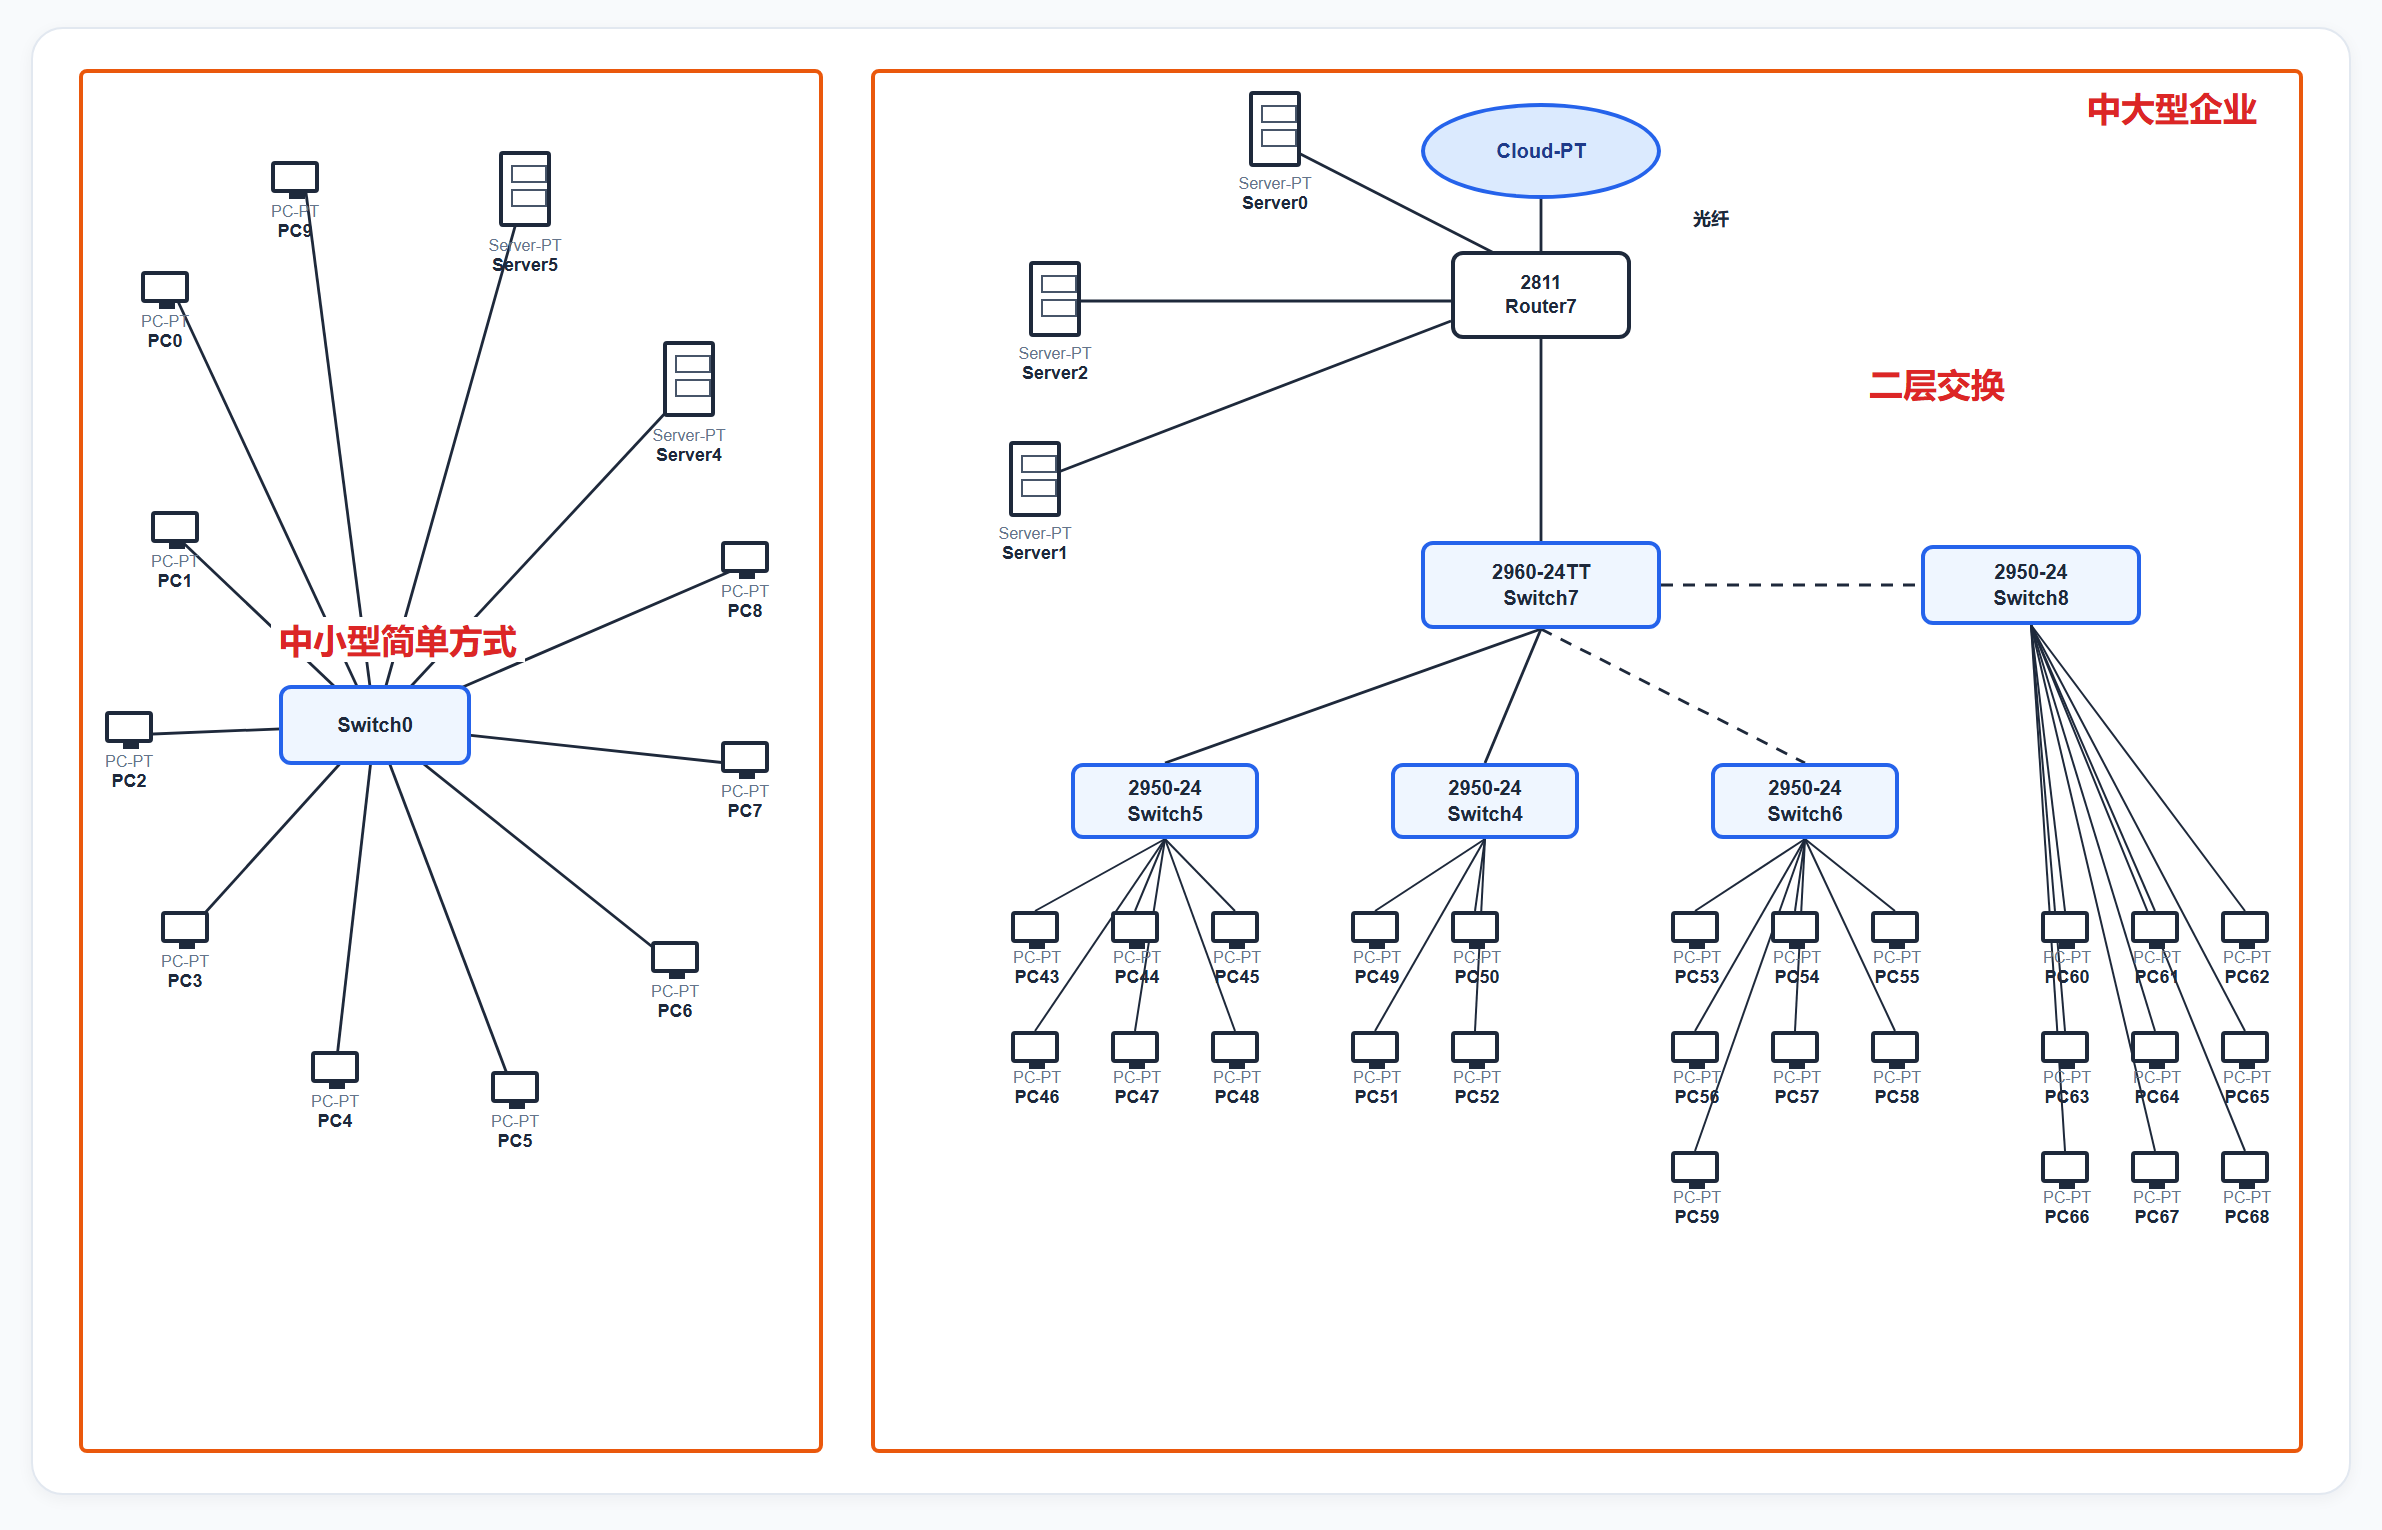 PC-PT
PC9
Server-PT
Server5
PC-PT
PC0
Server-PT
Server4
PC-PT
PC1
PC-PT
PC8
中小型简单方式
Switch0
PC-PT
PC2
PC-PT
PC7
PC-PT
PC3
PC-PT
PC6
PC-PT
PC4
PC-PT
PC5
中大型企业
Cloud-PT
Server-PT
Server0
光纤
2811
Router7
Server-PT
Server2
二层交换
Server-PT
Server1
2960-24TT
Switch7
2950-24
Switch8
2950-24
Switch5
2950-24
Switch4
2950-24
Switch6
PC-PT
PC43
PC-PT
PC44
PC-PT
PC45
PC-PT
PC49
PC-PT
PC50
PC-PT
PC53
PC-PT
PC54
PC-PT
PC55
PC-PT
PC60
PC-PT
PC61
PC-PT
PC62
PC-PT
PC46
PC-PT
PC47
PC-PT
PC48
PC-PT
PC51
PC-PT
PC52
PC-PT
PC56
PC-PT
PC57
PC-PT
PC58
PC-PT
PC63
PC-PT
PC64
PC-PT
PC65
PC-PT
PC59
PC-PT
PC66
PC-PT
PC67
PC-PT
PC68